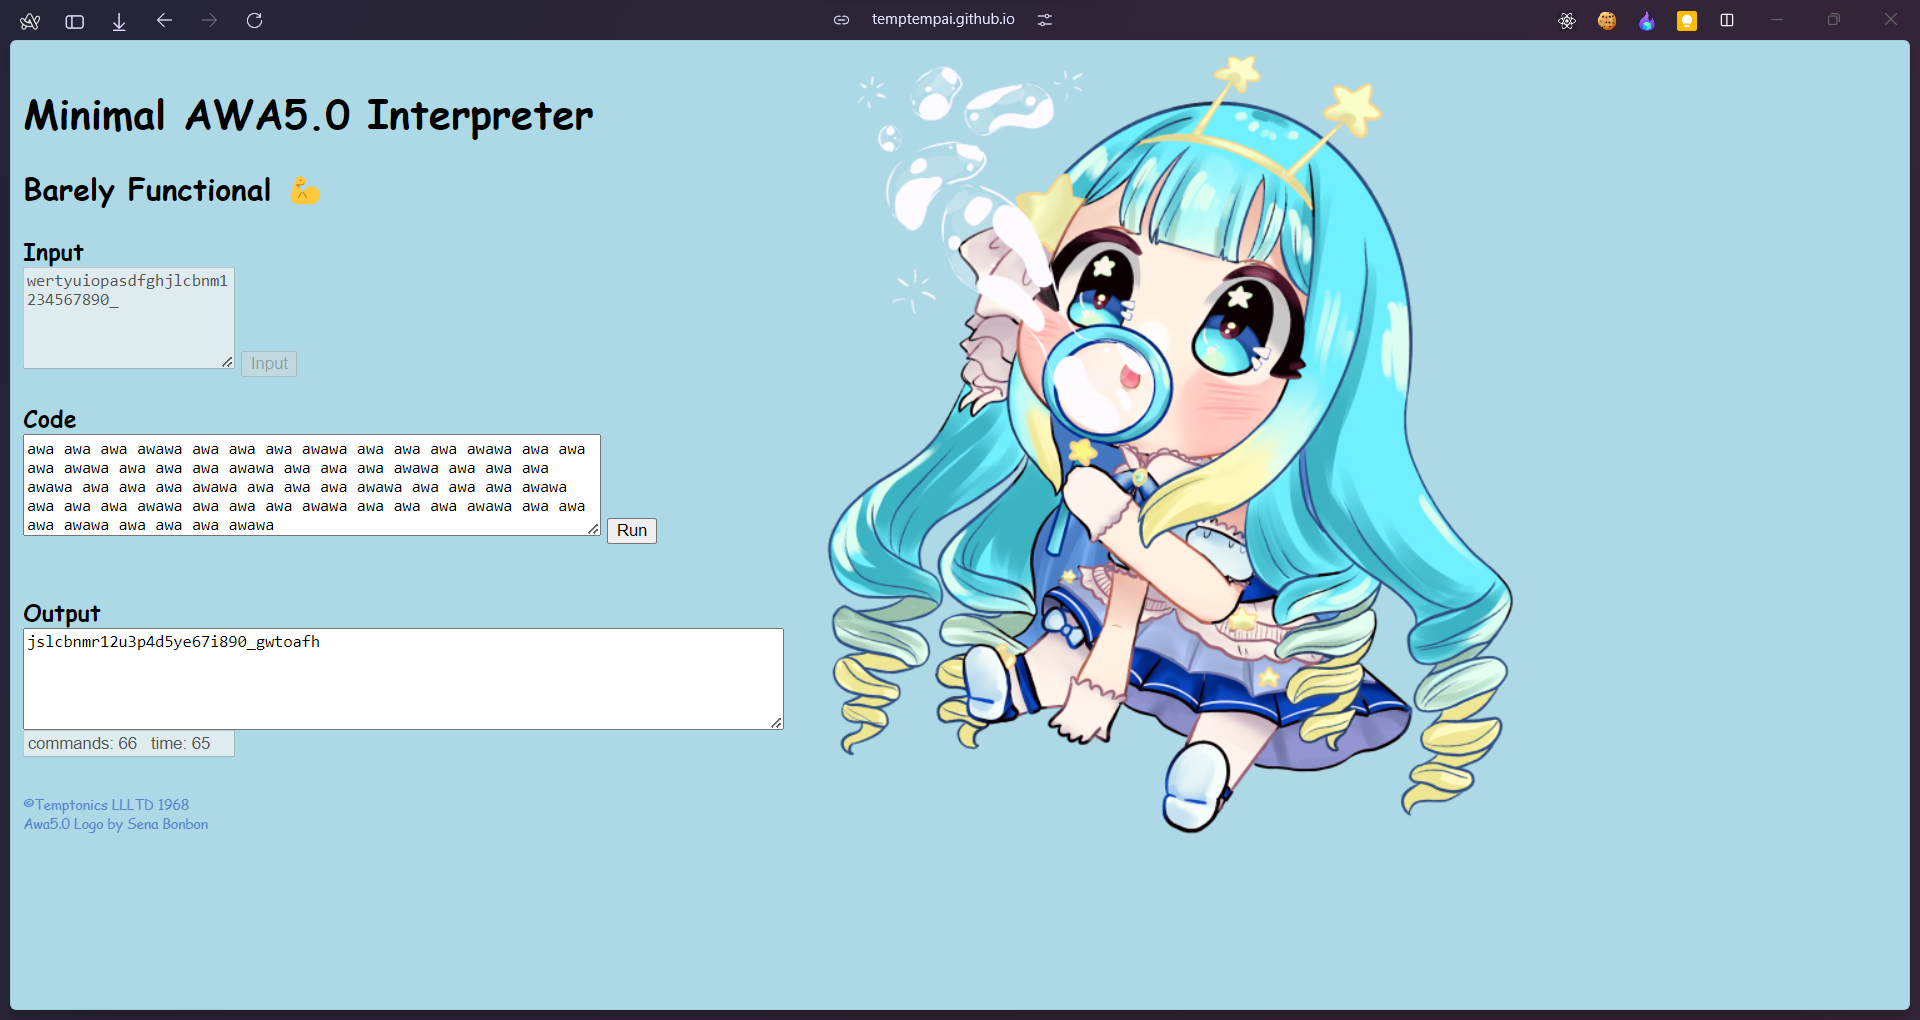 temptempai.github.io
Minimal AWA5.0 Interpreter
Barely Functional 💪
Input
wertyuiopasdfghjlcbnm1
234567890_
Input
Code
awa awa awa awawa awa awa awa awawa awa awa awa awawa awa awa
awa awawa awa awa awa awawa awa awa awa awawa awa awa awa
awawa awa awa awa awawa awa awa awa awawa awa awa awa awawa
awa awa awa awawa awa awa awa awawa awa awa awa awawa awa awa
awa awawa awa awa awa awawa
Run
Output
jslcbnmr12u3p4d5ye67i890_gwtoafh
commands: 66 time: 65
©Temptonics LLLTD 1968
Awa5.0 Logo by Sena Bonbon